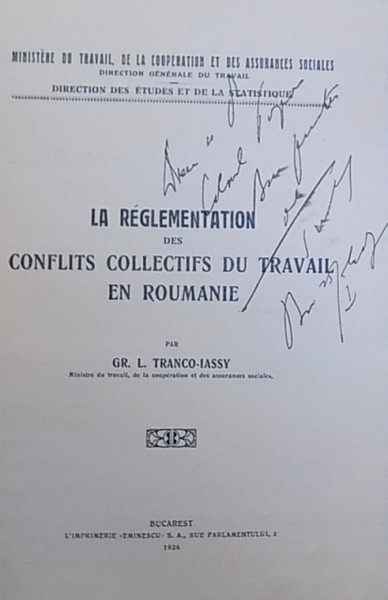 MINISTÈRE DU TRAVAIL, DE LA COOPÉRATION ET DES ASSURANCES SOCIALES
DIRECTION GÉNÉRALE DU TRAVAIL
DIRECTION DES ÉTUDES ET DE LA STATISTIQUE
LA RÉGLEMENTATION
DES
CONFLITS COLLECTIFS DU TRAVAIL
EN ROUMANIE
PAR
GR. L. TRANCO-IASSY
Ministre du travail, de la coopération et des assurances sociales.
BUCAREST
L'IMPRIMERIE «EMINESCU» S. A., RUE PARLAMENTULUI, 2
1926